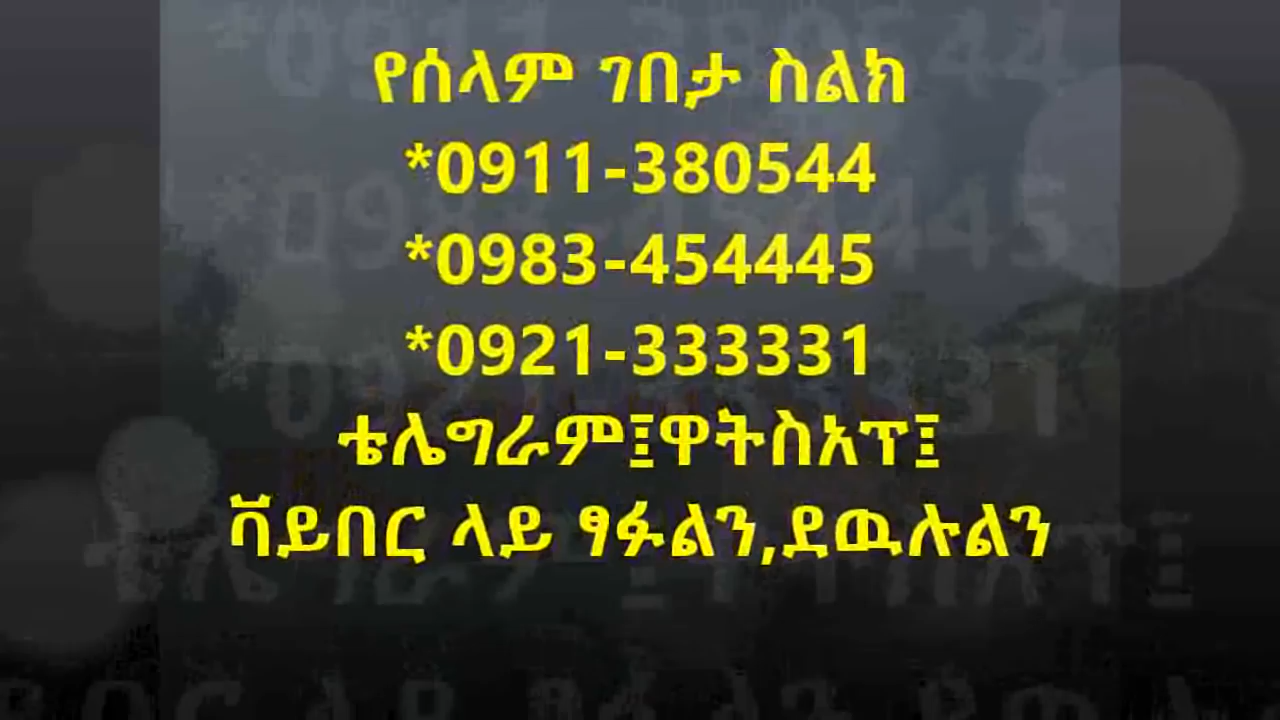 የሰላም ገበታ ስልክ
*0911-380544
*0983-454445
*0921-333331
ቴሌግራም፤ዋትስአፕ፤
ቫይበር ላይ ፃፉልን,ደዉሉልን